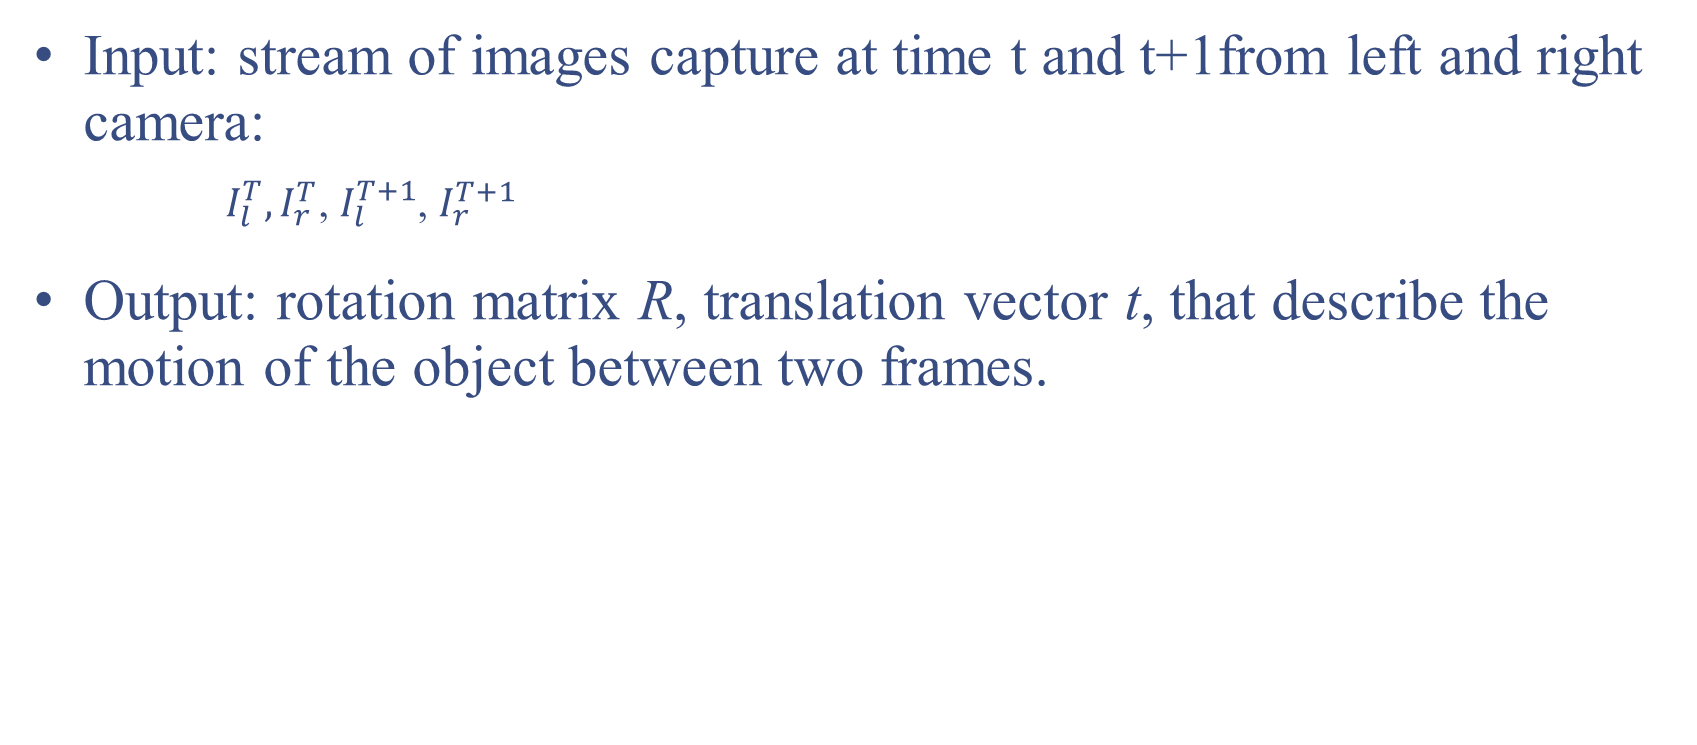 • Input: stream of images capture at time t and t+1from left and right
camera:
I_l^T, I_r^T, I_l^{T+1}, I_r^{T+1}
• Output: rotation matrix R, translation vector t, that describe the
motion of the object between two frames.